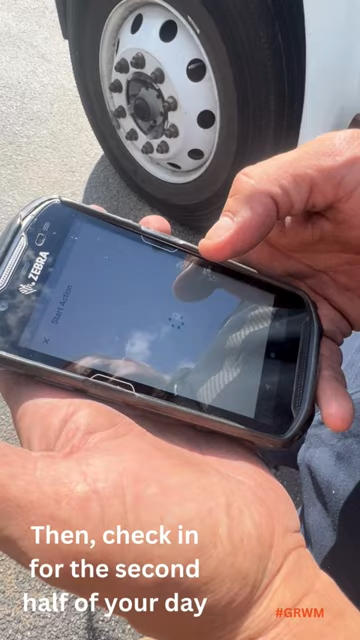 ZEBRA
Start Action
Then, check in
for the second
half of your day
#GRWM